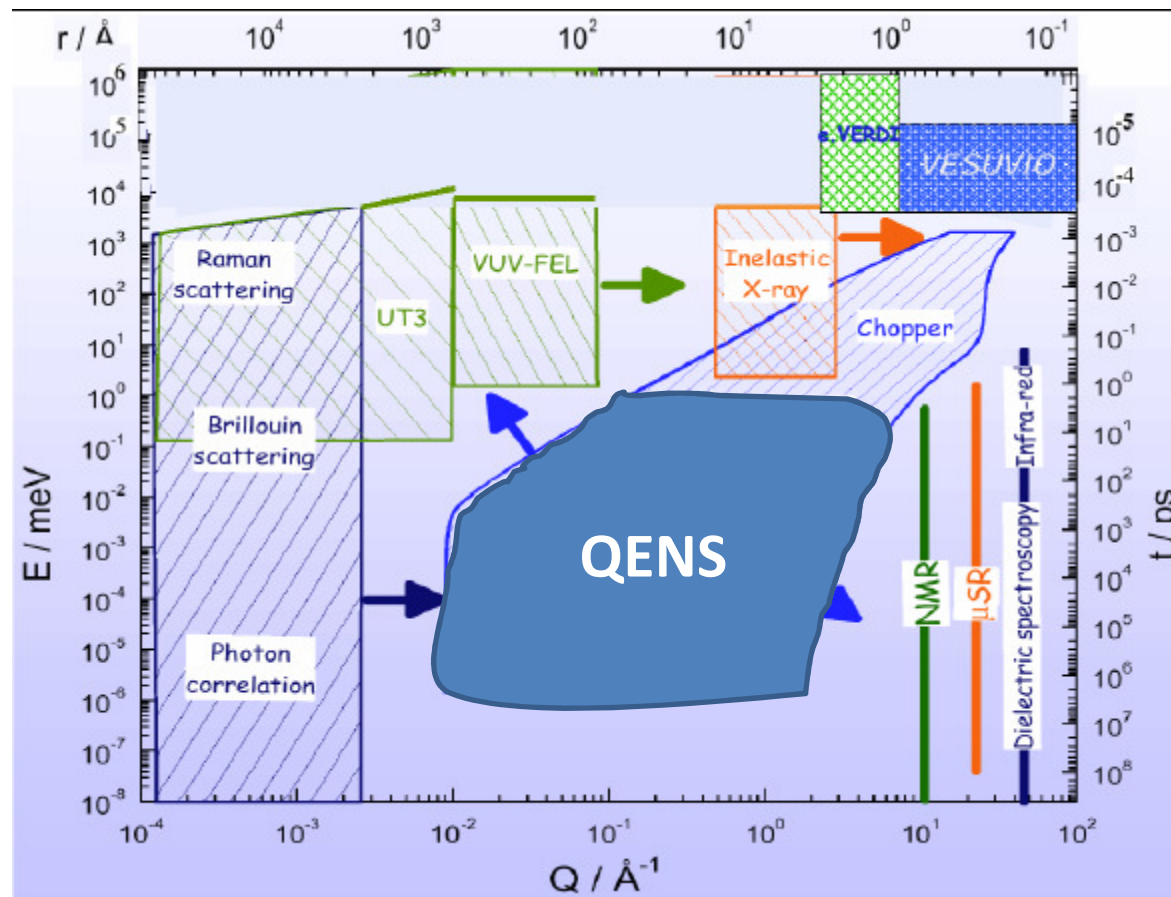 r / Å
10⁴ 10³ 10² 10¹ 10⁰ 10⁻¹
10⁶
10⁵
10⁴
10³
10²
10¹
10⁰
10⁻¹
10⁻²
10⁻³
10⁻⁴
10⁻⁵
10⁻⁶
10⁻⁷
10⁻⁸
E / meV
e.VERDI
VESUVIO
Raman
scattering
UT3
VUV-FEL
Inelastic
X-ray
Chopper
Brillouin
scattering
QENS
Photon
correlation
NMR
μSR
Dielectric spectroscopy
Infra-red
10⁻⁵
10⁻⁴
10⁻³
10⁻²
10⁻¹
10⁰
10¹
10²
10³
10⁴
10⁵
10⁶
10⁷
10⁸
t / ps
10⁻⁴ 10⁻³ 10⁻² 10⁻¹ 10⁰ 10¹ 10²
Q / Å⁻¹